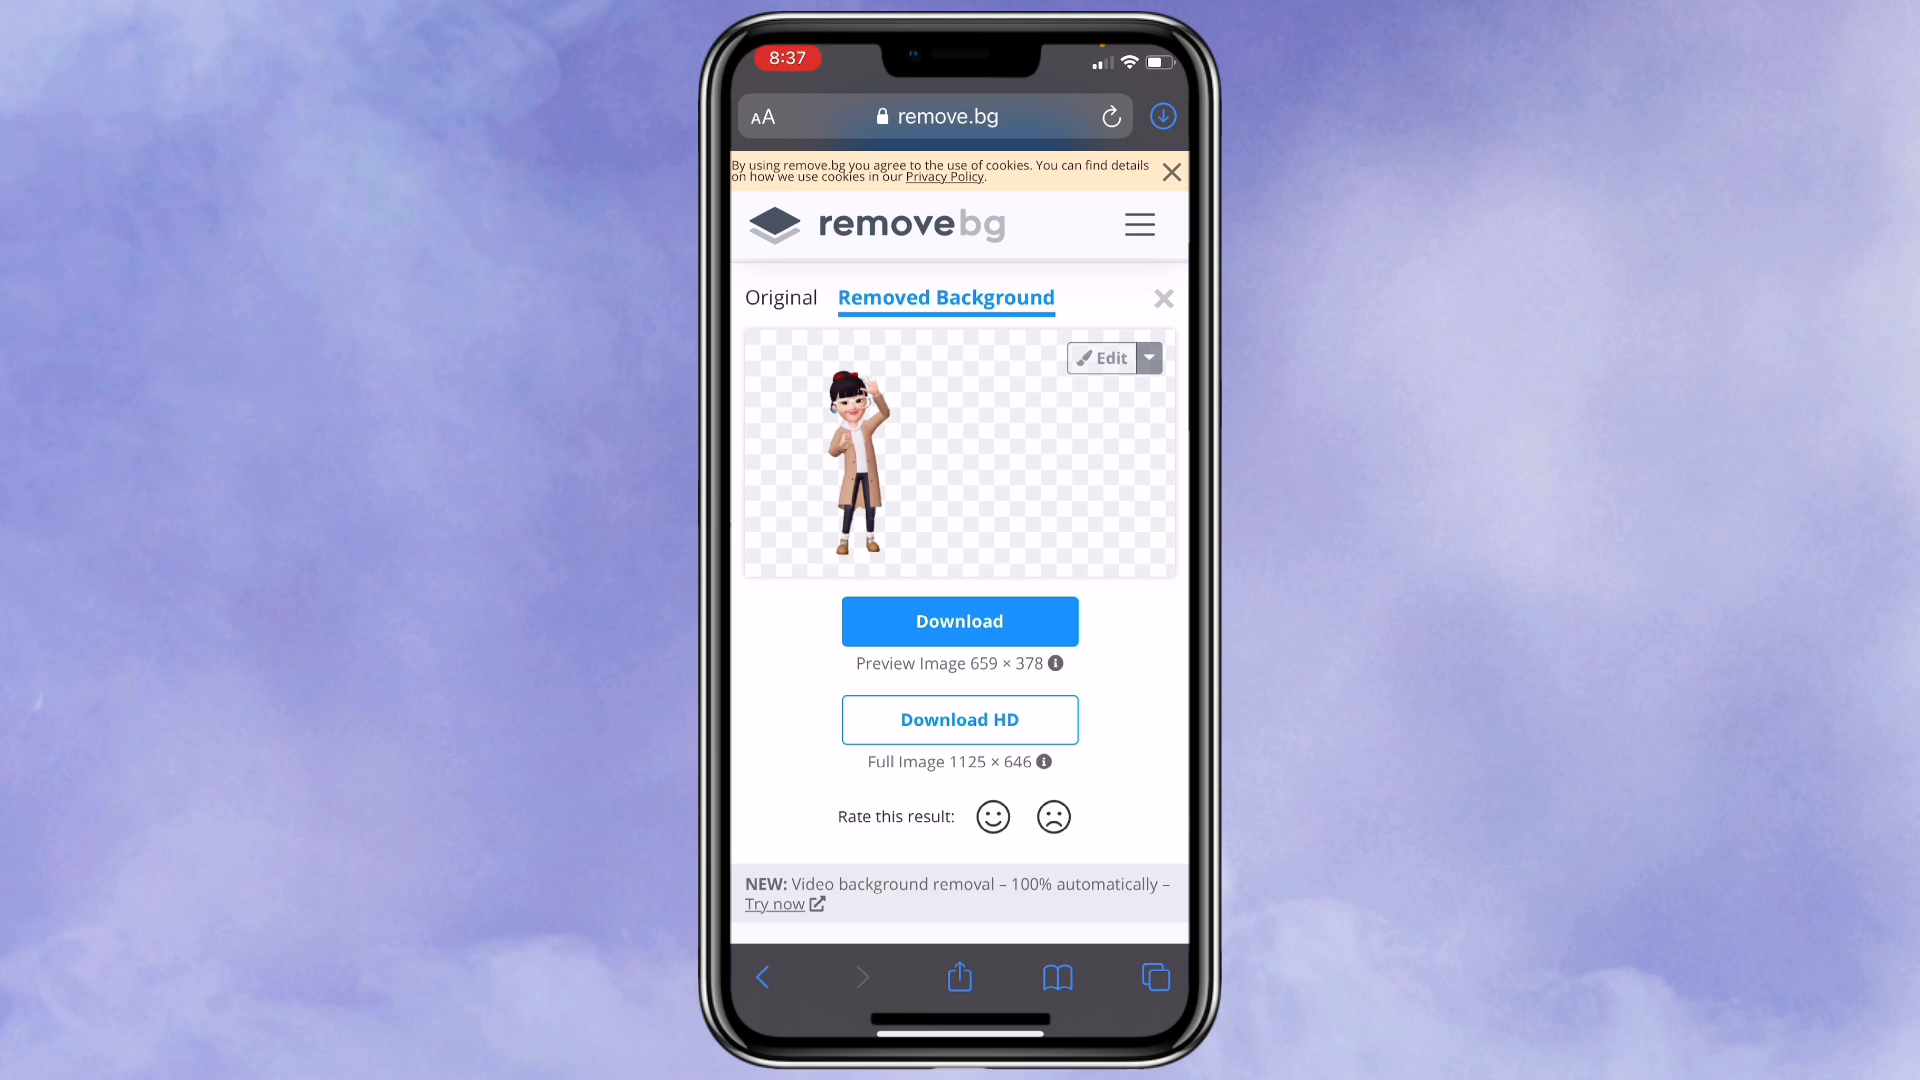 8:37
AA remove.bg
By using remove.bg you agree to the use of cookies. You can find details
on how we use cookies in our Privacy Policy.
removebg
Original Removed Background
Edit
Download
Preview Image 659 × 378
Download HD
Full Image 1125 × 646
Rate this result:
NEW: Video background removal – 100% automatically –
Try now